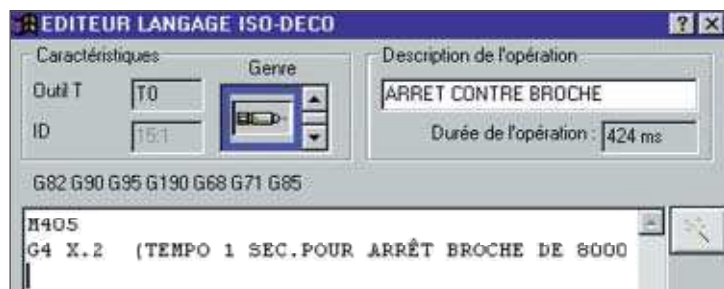 EDITEUR LANGAGE ISO-DECO
Caractéristiques
Genre
Description de l'opération
Outil T
T0
ARRET CONTRE BROCHE
ID
15:1
Durée de l'opération : 424 ms
G82 G90 G95 G190 G68 G71 G85
M405
G4 X.2 (TEMPO 1 SEC.POUR ARRÊT BROCHE DE 8000